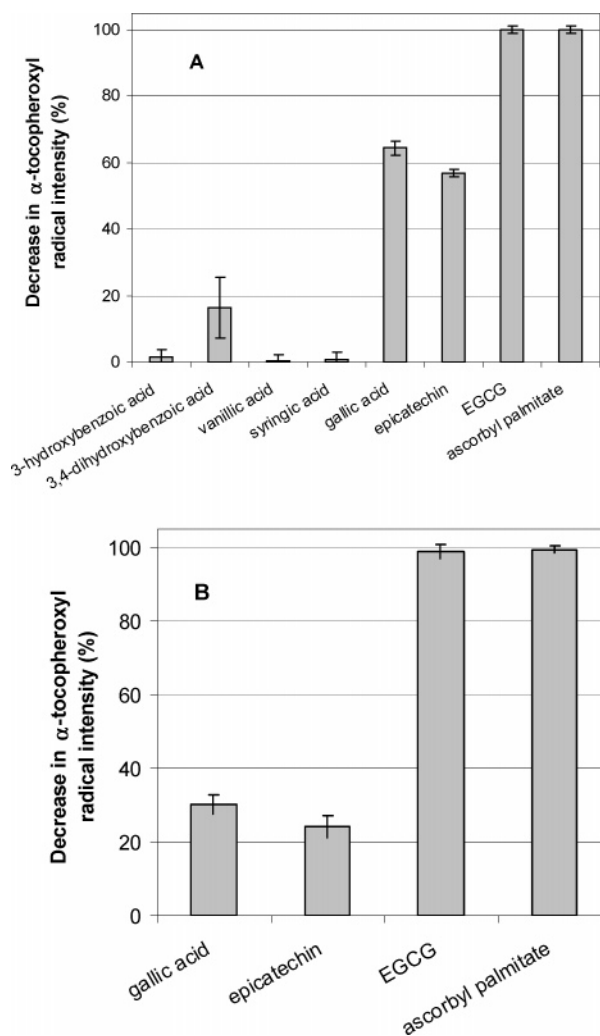 A
Decrease in α-tocopheroxyl
radical intensity (%)
100
80
60
40
20
0
3-hydroxybenzoic acid
3,4-dihydroxybenzoic acid
vanillic acid
syringic acid
gallic acid
epicatechin
EGCG
ascorbyl palmitate
B
Decrease in α-tocopheroxyl
radical intensity (%)
100
80
60
40
20
0
gallic acid
epicatechin
EGCG
ascorbyl palmitate